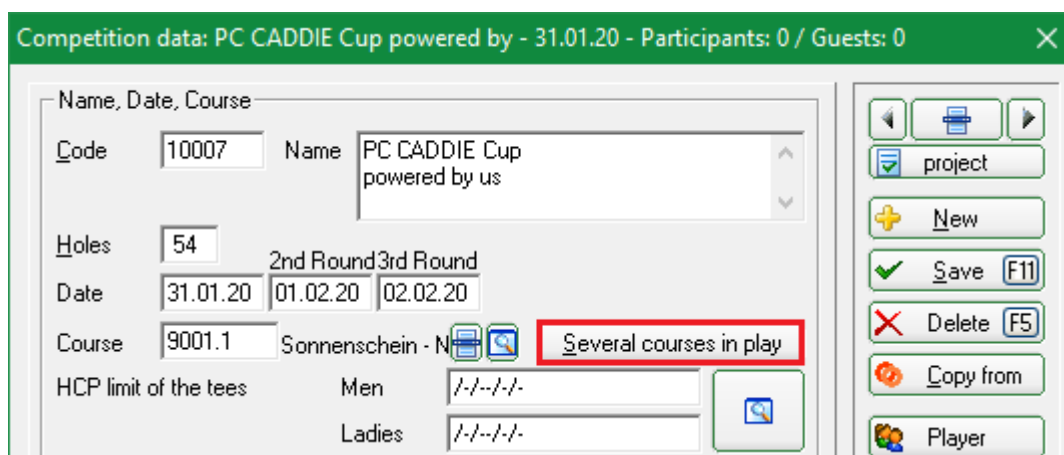 Competition data: PC CADDIE Cup powered by - 31.01.20 - Participants: 0 / Guests: 0
Name, Date, Course
Code 10007 Name PC CADDIE Cup
powered by us
Holes 54
2nd Round 3rd Round
Date 31.01.20 01.02.20 02.02.20
Course 9001.1 Sonnenschein - N Several courses in play
HCP limit of the tees Men /-/--/-/-
Ladies /-/--/-/-
project
New
Save F11
Delete F5
Copy from
Player